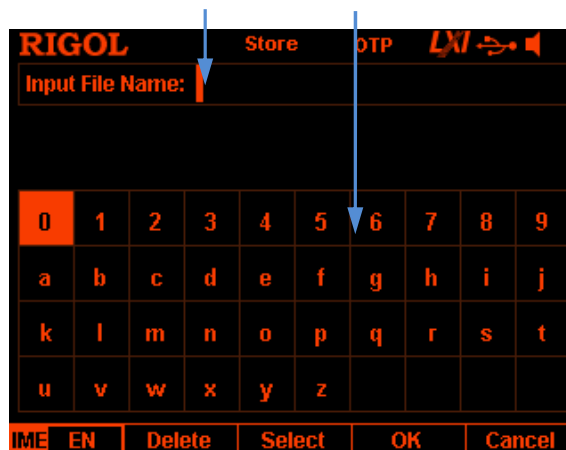 RIGOL Store OTP LXI
Input File Name:
0 1 2 3 4 5 6 7 8 9
a b c d e f g h i j
k l m n o p q r s t
u v w x y z
IME EN Delete Select OK Cancel